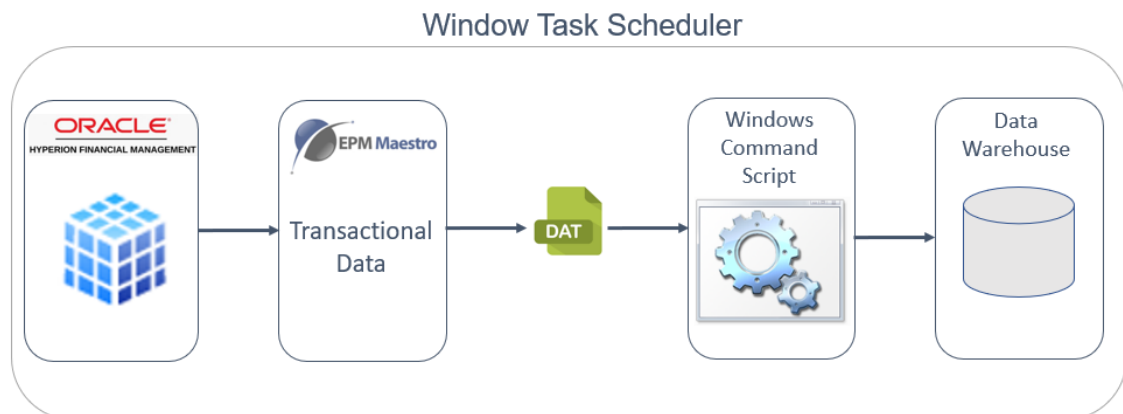 Window Task Scheduler
ORACLE®
HYPERION FINANCIAL MANAGEMENT
EPM Maestro
Transactional
Data
DAT
Windows
Command
Script
Data
Warehouse